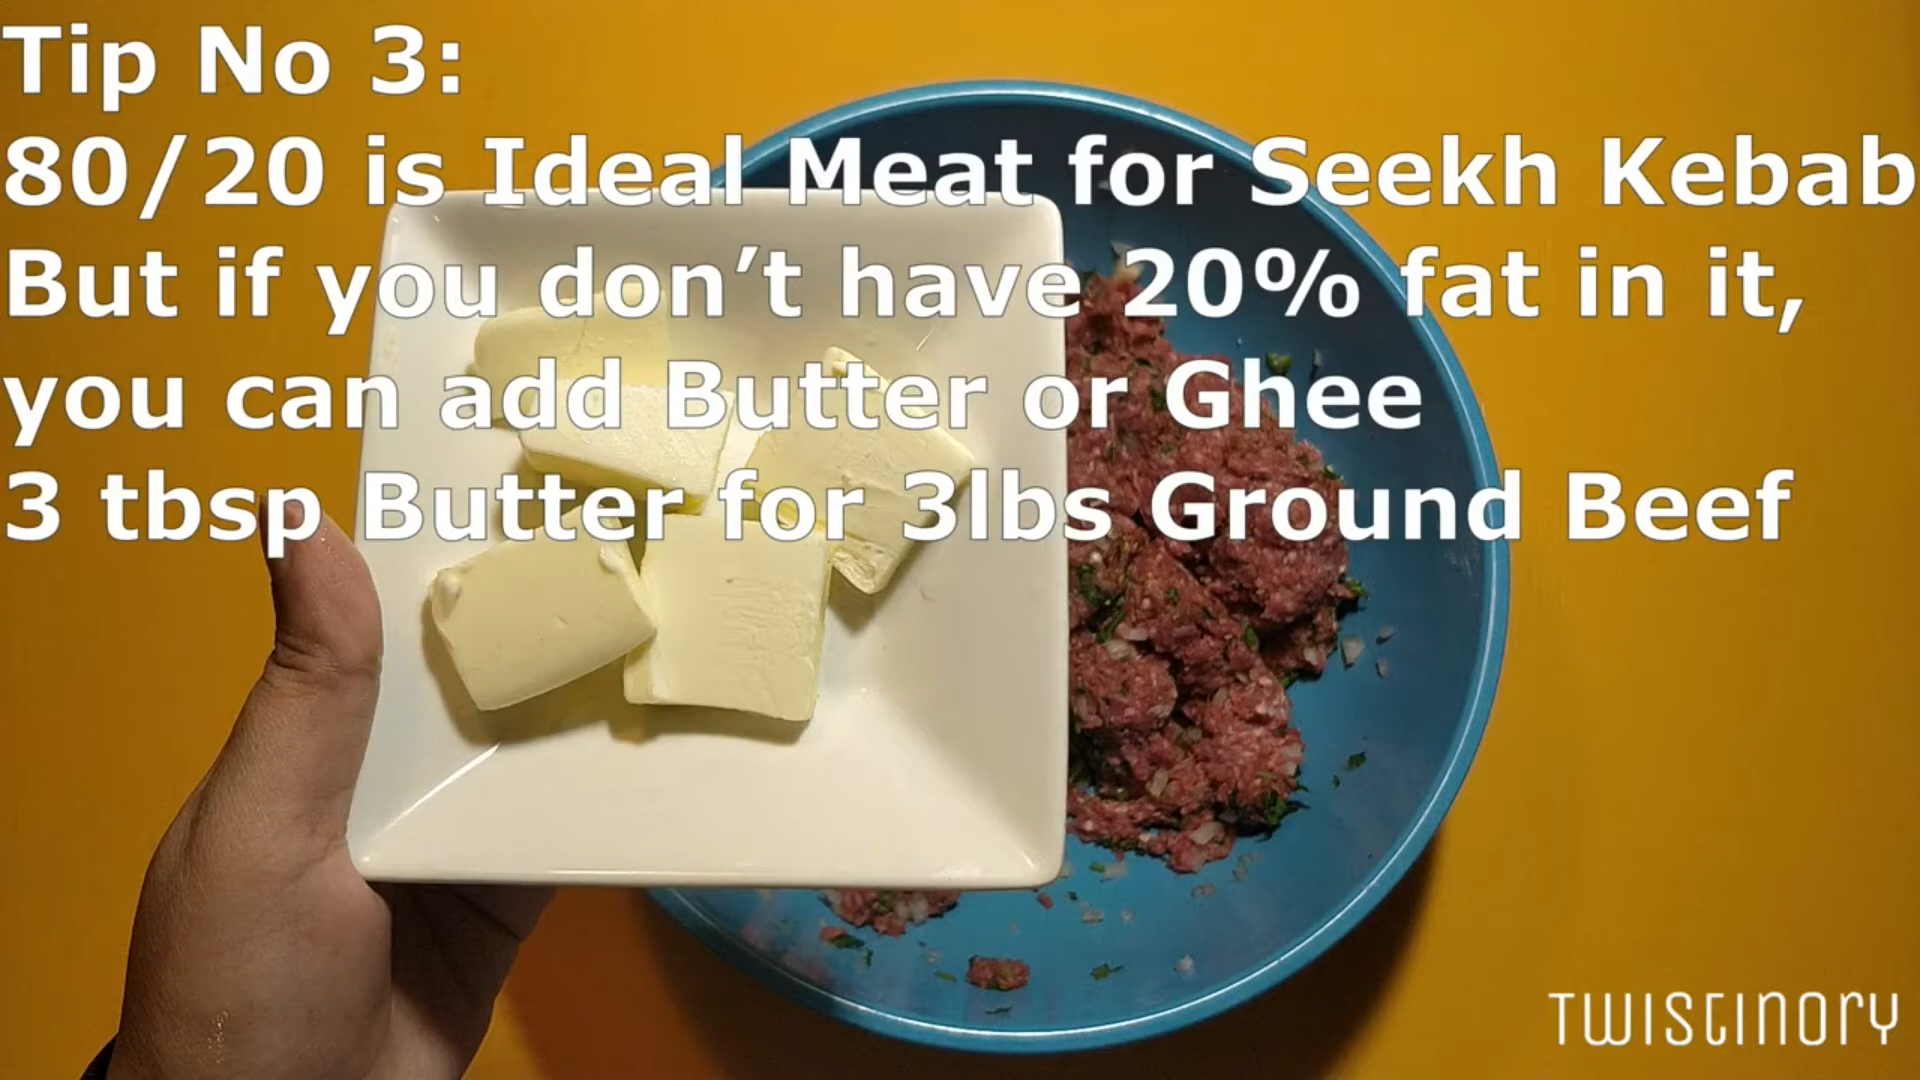 Tip No 3:
80/20 is Ideal Meat for Seekh Kebab
But if you don’t have 20% fat in it,
you can add Butter or Ghee
3 tbsp Butter for 3lbs Ground Beef
TWISTINORY